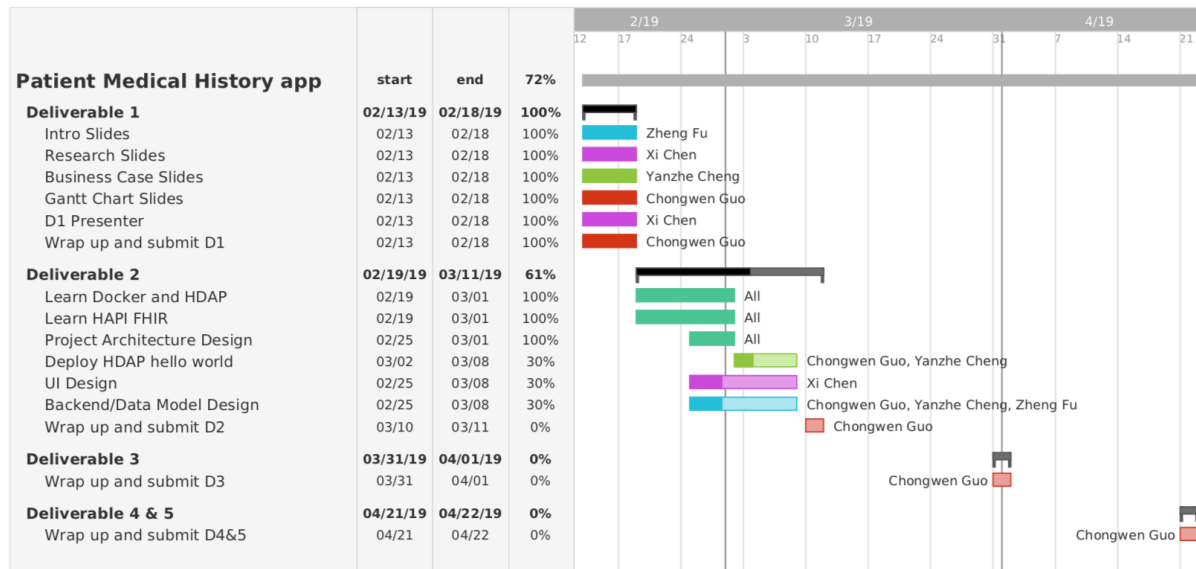 2/19 3/19 4/19
12 17 24 3 10 17 24 31 7 14 21
Patient Medical History app start end 72%
Deliverable 1 02/13/19 02/18/19 100%
Intro Slides 02/13 02/18 100% Zheng Fu
Research Slides 02/13 02/18 100% Xi Chen
Business Case Slides 02/13 02/18 100% Yanzhe Cheng
Gantt Chart Slides 02/13 02/18 100% Chongwen Guo
D1 Presenter 02/13 02/18 100% Xi Chen
Wrap up and submit D1 02/13 02/18 100% Chongwen Guo
Deliverable 2 02/19/19 03/11/19 61%
Learn Docker and HDAP 02/19 03/01 100% All
Learn HAPI FHIR 02/19 03/01 100% All
Project Architecture Design 02/25 03/01 100% All
Deploy HDAP hello world 03/02 03/08 30% Chongwen Guo, Yanzhe Cheng
UI Design 02/25 03/08 30% Xi Chen
Backend/Data Model Design 02/25 03/08 30% Chongwen Guo, Yanzhe Cheng, Zheng Fu
Wrap up and submit D2 03/10 03/11 0% Chongwen Guo
Deliverable 3 03/31/19 04/01/19 0%
Wrap up and submit D3 03/31 04/01 0% Chongwen Guo
Deliverable 4 & 5 04/21/19 04/22/19 0%
Wrap up and submit D4&5 04/21 04/22 0% Chongwen Guo